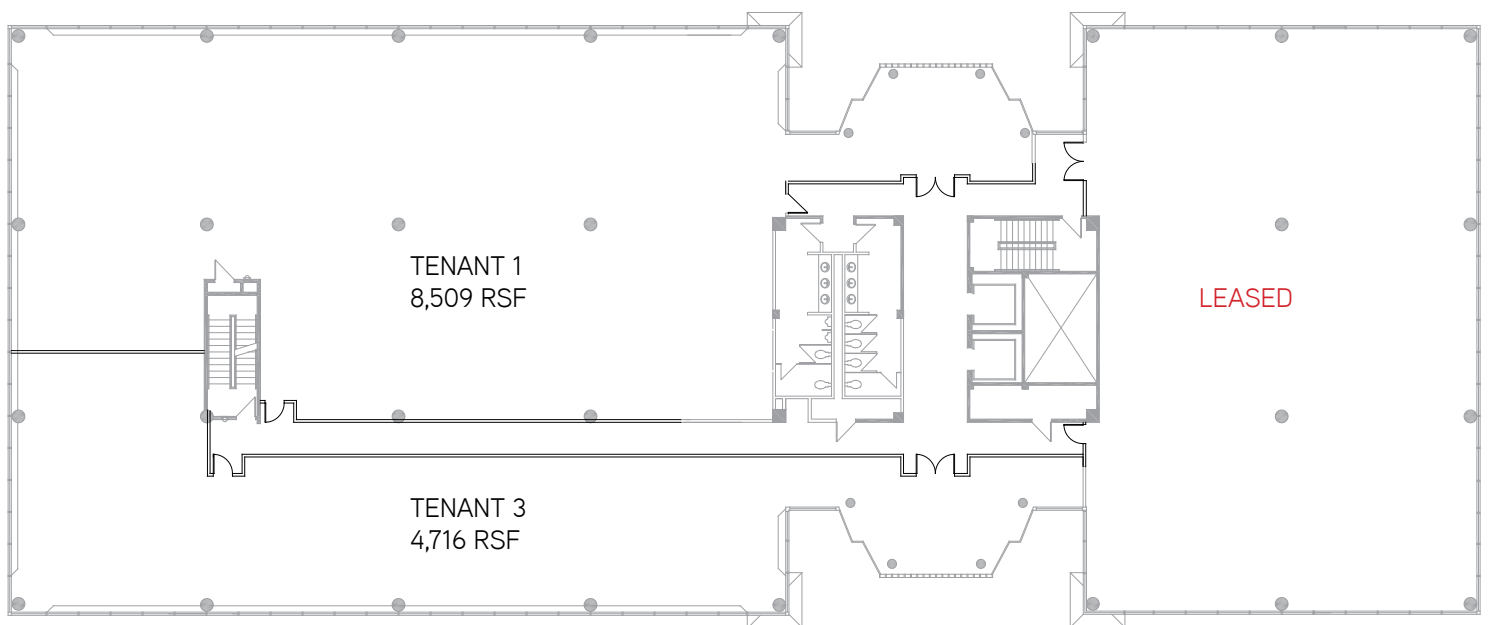 TENANT 1
8,509 RSF
LEASED
TENANT 3
4,716 RSF